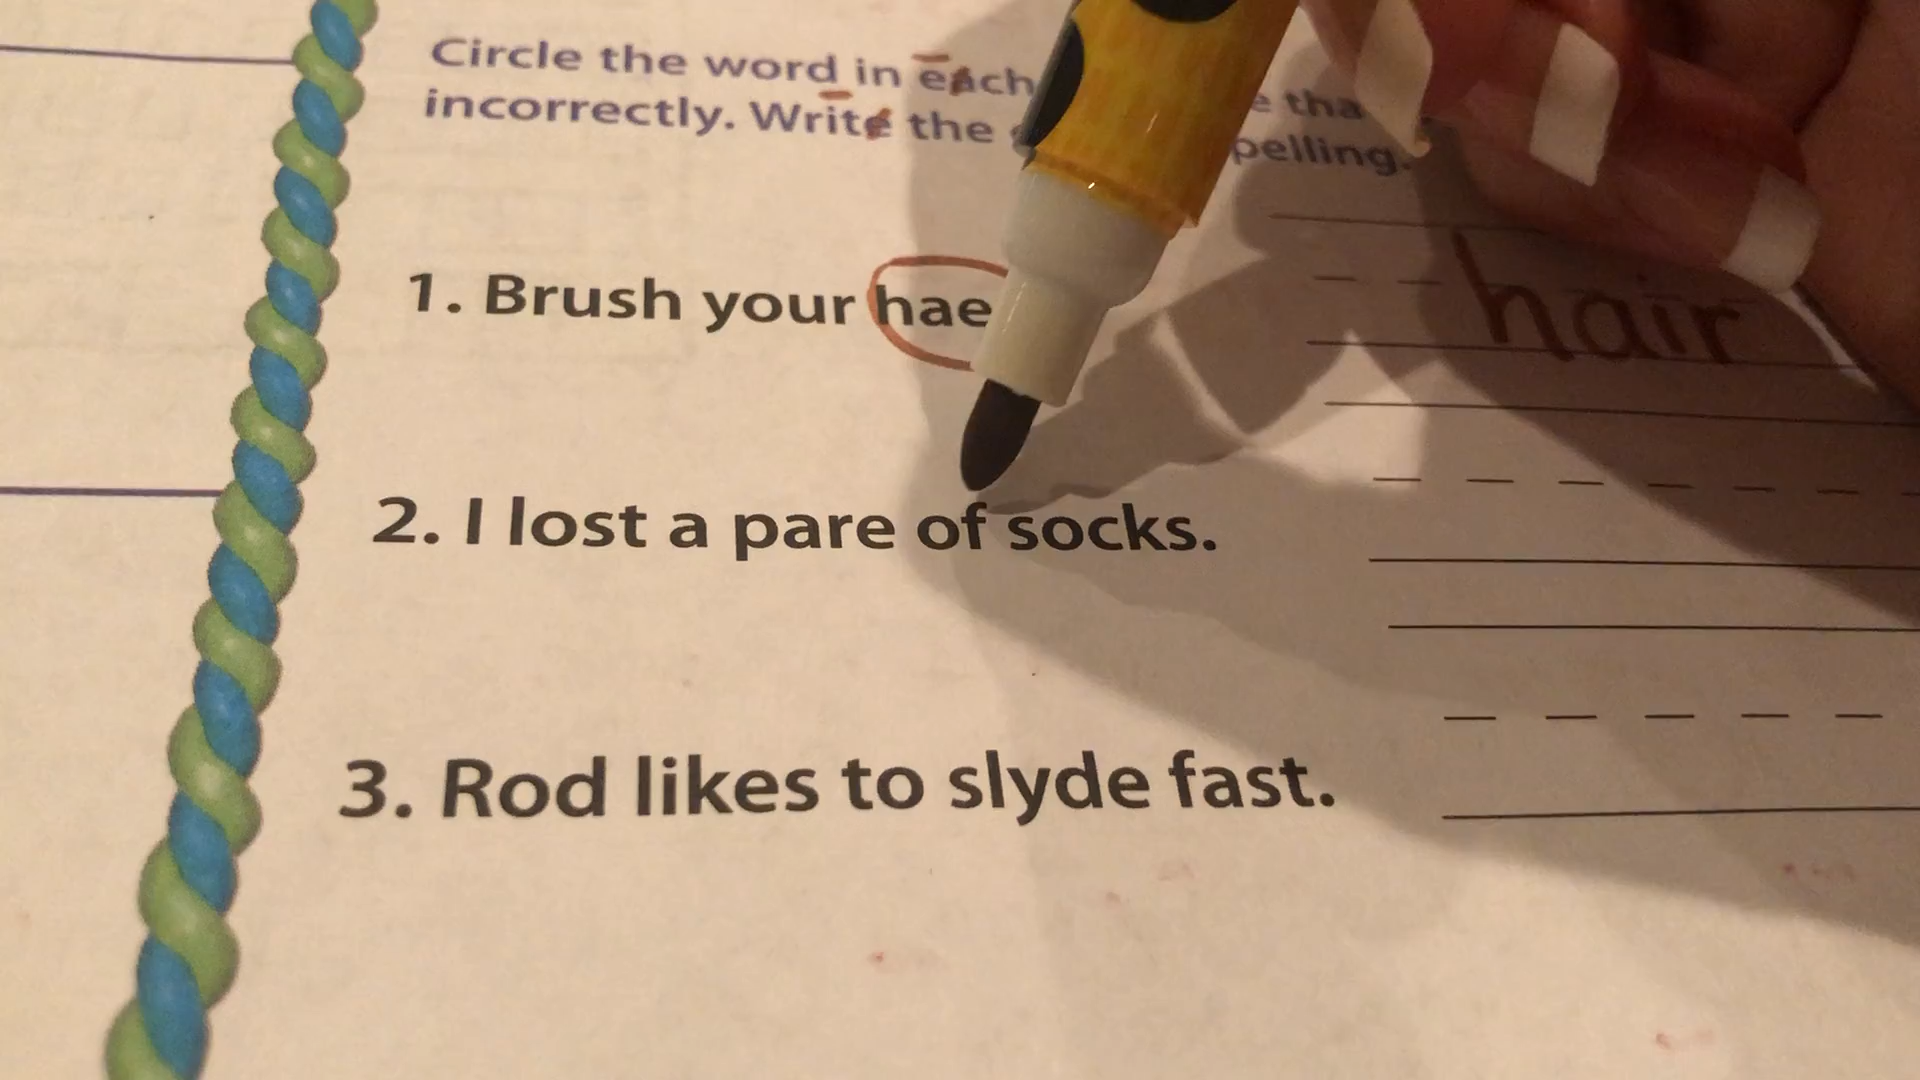 Circle the word in each
incorrectly. Write the pelling.
1. Brush your hae
hair
2. I lost a pare of socks.
3. Rod likes to slyde fast.